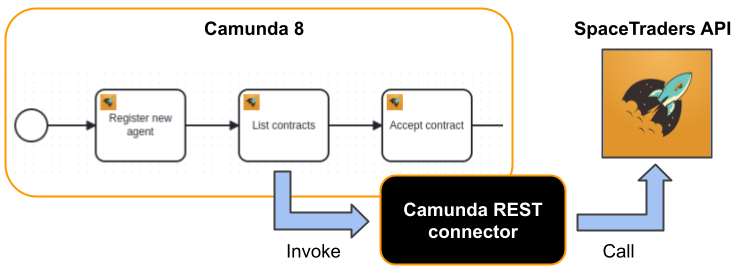 Camunda 8
SpaceTraders API
Register new
agent
List contracts
Accept contract
Camunda REST
connector
Invoke
Call